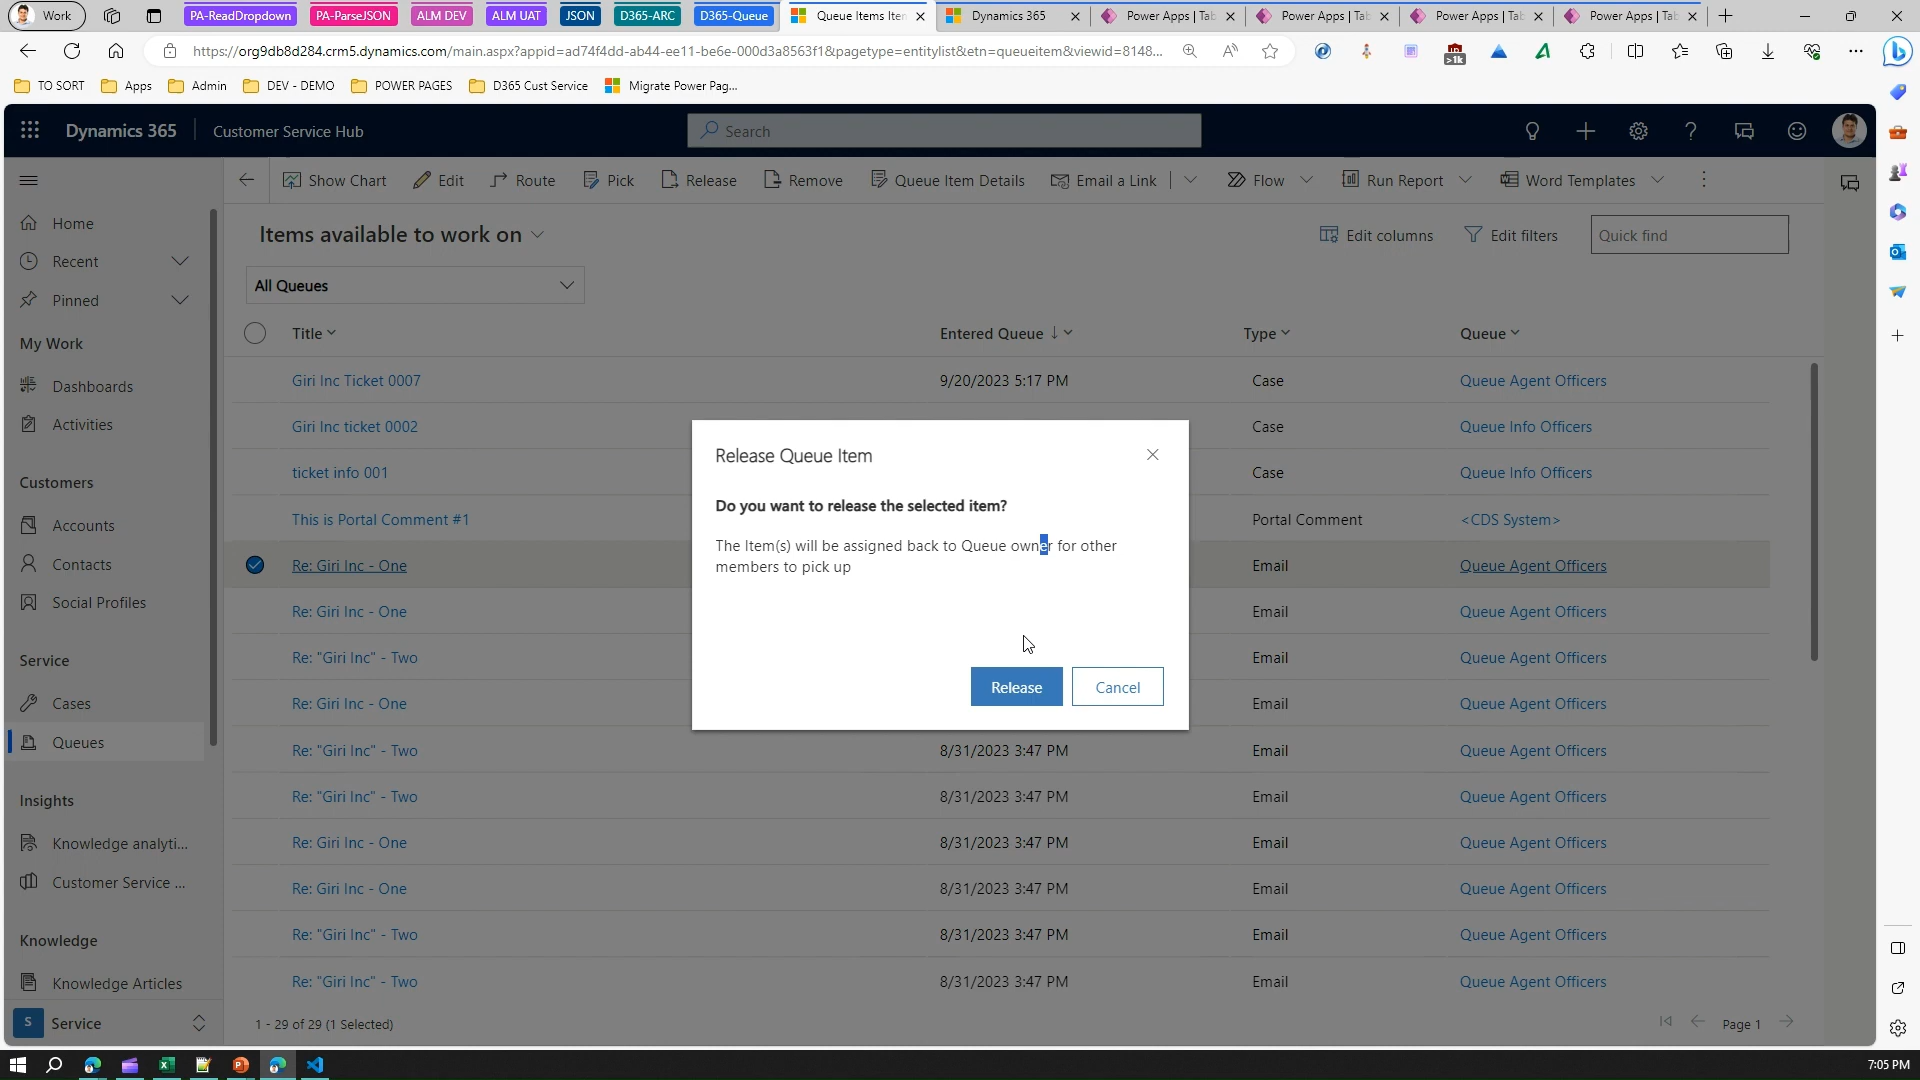 Work
PA-ReadDropdown
PA-ParseJSON
ALM DEV
ALM UAT
JSON
D365-ARC
D365-Queue
Queue Items Iter
Dynamics 365
Power Apps | Tab
Power Apps | Tab
Power Apps | Tab
Power Apps | Tab
https://org9db8d284.crm5.dynamics.com/main.aspx?appid=ad74f4dd-ab44-ee11-be6e-000d3a8563f1&pagetype=entitylist&etn=queueitem&viewid=8148...
>1k
TO SORT
Apps
Admin
DEV - DEMO
POWER PAGES
D365 Cust Service
Migrate Power Pag...
Dynamics 365
Customer Service Hub
Search
Show Chart
Edit
Route
Pick
Release
Remove
Queue Item Details
Email a Link
Flow
Run Report
Word Templates
Home
Recent
Pinned
My Work
Dashboards
Activities
Customers
Accounts
Contacts
Social Profiles
Service
Cases
Queues
Insights
Knowledge analyti...
Customer Service ...
Knowledge
Knowledge Articles
S Service
Items available to work on
Edit columns
Edit filters
Quick find
All Queues
Title Entered Queue Type Queue
Giri Inc Ticket 0007 9/20/2023 5:17 PM Case Queue Agent Officers
Giri Inc ticket 0002 Case Queue Info Officers
ticket info 001 Case Queue Info Officers
This is Portal Comment #1 Portal Comment <CDS System>
Re: Giri Inc - One Email Queue Agent Officers
Re: Giri Inc - One Email Queue Agent Officers
Re: "Giri Inc" - Two Email Queue Agent Officers
Re: Giri Inc - One Email Queue Agent Officers
Re: "Giri Inc" - Two 8/31/2023 3:47 PM Email Queue Agent Officers
Re: "Giri Inc" - Two 8/31/2023 3:47 PM Email Queue Agent Officers
Re: Giri Inc - One 8/31/2023 3:47 PM Email Queue Agent Officers
Re: Giri Inc - One 8/31/2023 3:47 PM Email Queue Agent Officers
Re: "Giri Inc" - Two 8/31/2023 3:47 PM Email Queue Agent Officers
Re: "Giri Inc" - Two 8/31/2023 3:47 PM Email Queue Agent Officers
1 - 29 of 29 (1 Selected)
Page 1
Release Queue Item
Do you want to release the selected item?
The Item(s) will be assigned back to Queue owner for other
members to pick up
Release
Cancel
7:05 PM